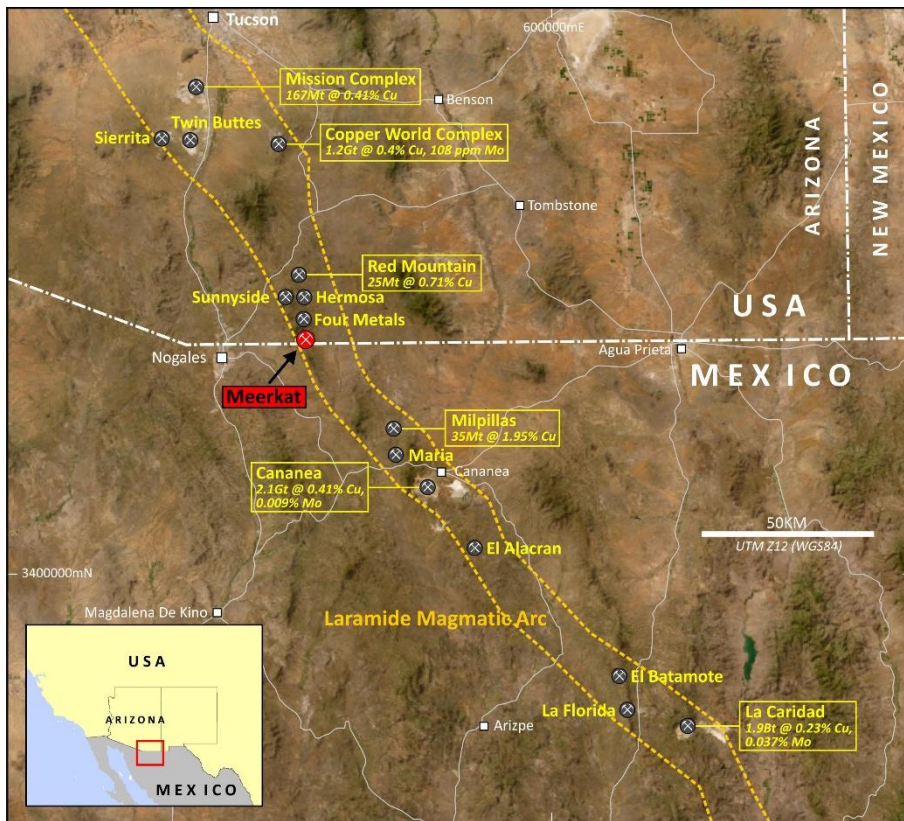 Tucson
600000mE
Mission Complex
167Mt @ 0.41% Cu
Benson
Twin Buttes
Sierrita
Copper World Complex
1.2Gt @ 0.4% Cu, 108 ppm Mo
ARIZONA
NEW MEXICO
Tombstone
Red Mountain
25Mt @ 0.71% Cu
Sunnyside
Hermosa
USA
Four Metals
Nogales
Agua Prieta
MEXICO
Meerkat
Milpillas
35Mt @ 1.95% Cu
Maria
Cananea
Cananea
2.1Gt @ 0.41% Cu,
0.009% Mo
50KM
UTM Z12 (WGS84)
El Alacran
3400000mN
Magdalena De Kino
Laramide Magmatic Arc
USA
El Batamote
La Florida
La Caridad
1.9Bt @ 0.23% Cu,
0.037% Mo
Arizpe
ARIZONA
MEXICO